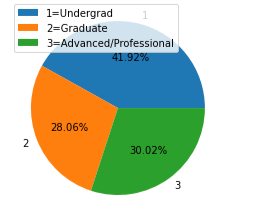 1
1=Undergrad
2=Graduate
3=Advanced/Professional
41.92%
28.06%
2
30.02%
3